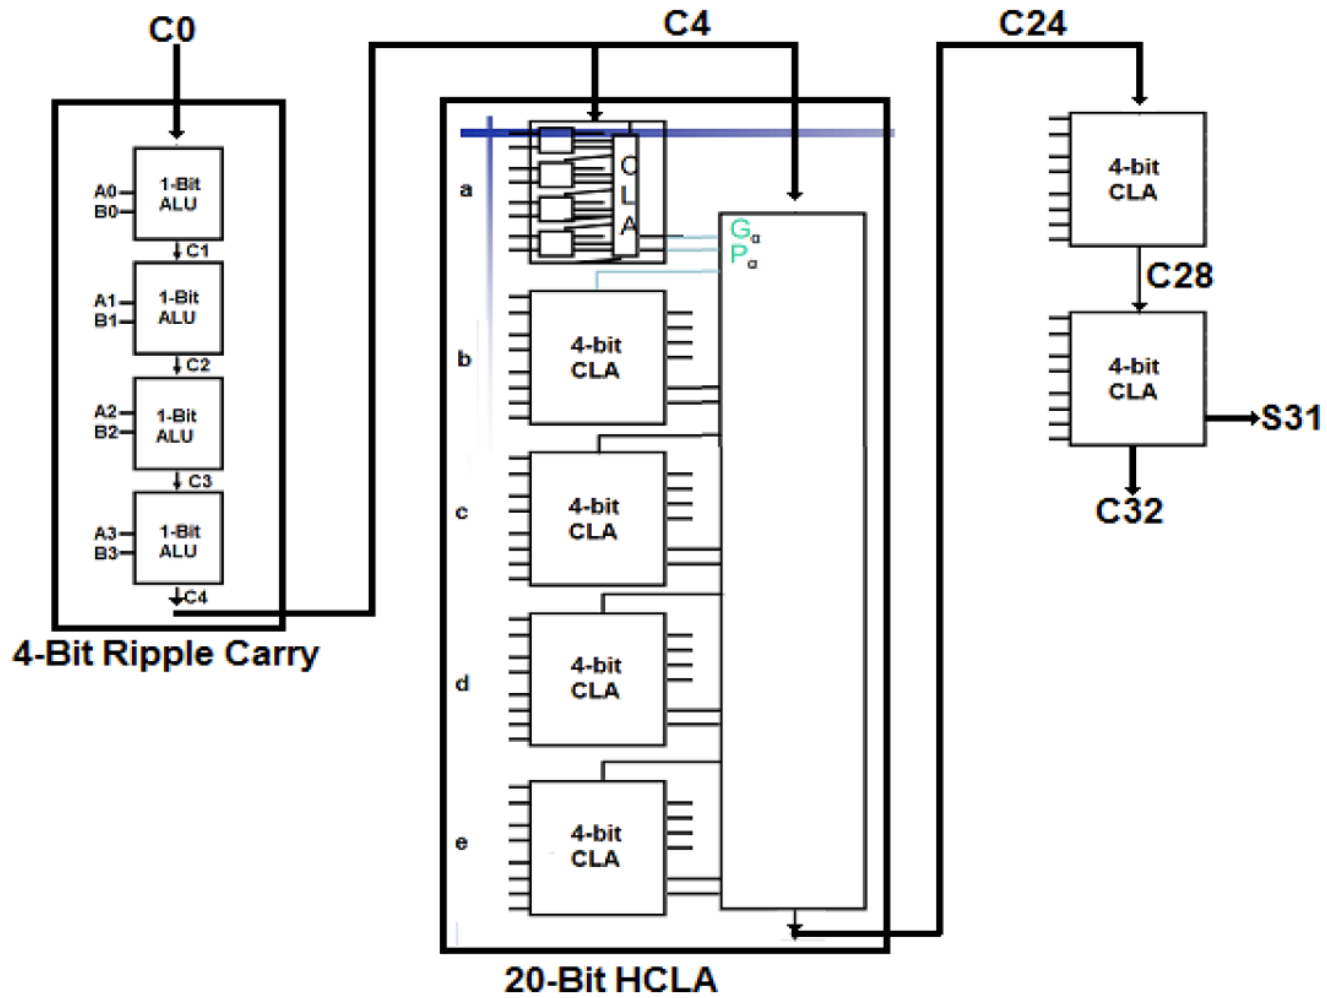 C0
C4
C24
1-Bit
ALU
A0
B0
C1
1-Bit
ALU
A1
B1
C2
1-Bit
ALU
A2
B2
C3
1-Bit
ALU
A3
B3
C4
4-Bit Ripple Carry
a
C
L
A
Ga
Pa
b
4-bit
CLA
c
4-bit
CLA
d
4-bit
CLA
e
4-bit
CLA
20-Bit HCLA
4-bit
CLA
C28
4-bit
CLA
S31
C32